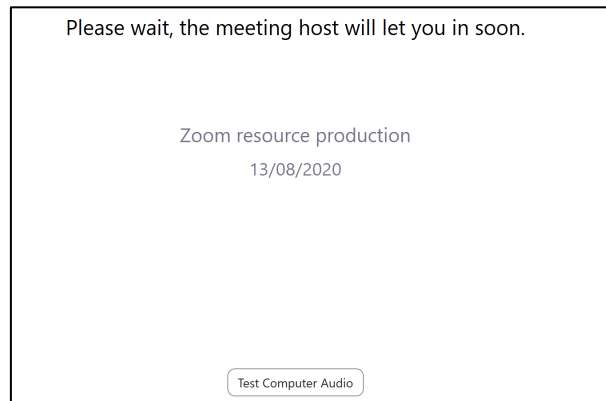 Please wait, the meeting host will let you in soon.
Zoom resource production
13/08/2020
Test Computer Audio